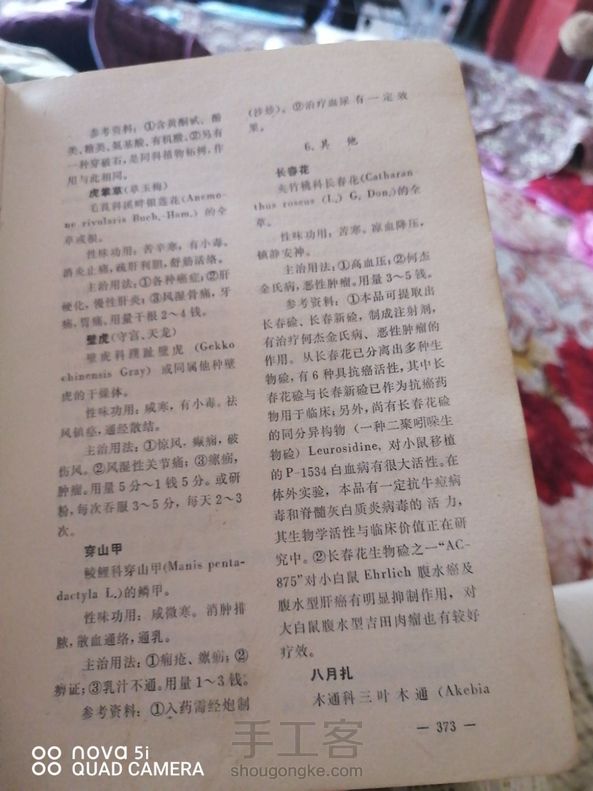 参考资料：①含黄酮甙、酚
类、糖类、氨基酸、有机酸。②另有
一种穿破石，是同科植物柘树，作
用与此相同。
虎掌草（草玉梅）
毛茛科溪畔银莲花（Anemo-
ne rivularis Buch.-Ham.）的全
草或根。
性味功用：苦辛寒，有小毒。
消炎止痛，疏肝利胆，舒筋活络。
主治用法：①各种癌症；②肝
硬化，慢性肝炎；③风湿骨痛，牙
痛，胃痛。用量干根2～4钱。
壁虎（守宫、天龙）
壁虎科蹼趾壁虎（Gekko
chinensis Gray）或同属他种壁
虎的干燥体。
性味功用：咸寒，有小毒。祛
风镇痉，通经散结。
主治用法：①惊风，癫痫，破
伤风。②风湿性关节痛；③瘰疬，
肿瘤。用量5分～1钱5分。或研
粉，每次吞服3～5分，每天2～3
次。
穿山甲
鲮鲤科穿山甲（Manis penta-
dactyla L.）的鳞甲。
性味功用：咸微寒。消肿排
脓，散血通络，通乳。
主治用法：①痈疮、瘰疬；②
痹证；③乳汁不通。用量1～3钱。
参考资料：①入药需经炮制
（沙炒）。②治疗血尿有一定效
果。
6.其 他
长春花
夹竹桃科长春花（Catharan-
thus roseus (L.) G. Don.）的全
草。
性味功用：苦寒。凉血降压，
镇静安神。
主治用法：①高血压；②何杰
金氏病，恶性肿瘤。用量3～5钱。
参考资料：①本品可提取出
长春硷、长春新硷，制成注射剂，
有治疗何杰金氏病、恶性肿瘤的
作用。从长春花已分离出多种生
物硷，有6种具抗癌活性，其中长
春花硷与长春新硷已作为抗癌药
物用于临床；另外，尚有长春花硷
的同分异构物（一种二聚吲哚生
物硷）Leurosidine，对小鼠移植
的P-1534白血病有很大活性。在
体外实验，本品有一定抗牛痘病
毒和脊髓灰白质炎病毒的活力，
其生物学活性与临床价值正在研
究中。②长春花生物硷之一“AC-
875”对小白鼠Ehrlich腹水癌及
腹水型肝癌有明显抑制作用，对
大白鼠腹水型吉田肉瘤也有较好
疗效。
八月扎
木通科三叶木通（Akebia
— 373 —
nova 5i
QUAD CAMERA
手工客
shougongke.com